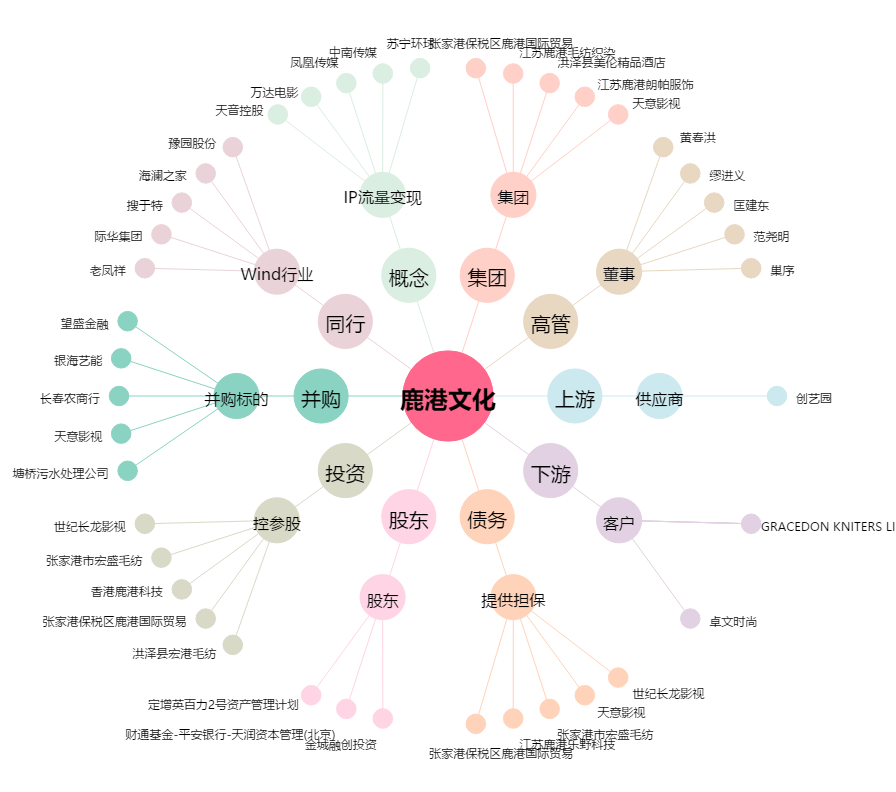 苏宁环球
张家港保税区鹿港国际贸易
中南传媒
江苏鹿港毛纺织染
凤凰传媒
洪泽县美伦精品酒店
万达电影
江苏鹿港朗帕服饰
天音控股
天意影视
豫园股份
黄春洪
海澜之家
缪进义
搜于特
匡建东
际华集团
范尧明
老凤祥
巢序
IP流量变现
集团
Wind行业
概念
集团
董事
同行
高管
望盛金融
银海艺能
长春农商行
天意影视
塘桥污水处理公司
并购标的
并购
鹿港文化
上游
供应商
创艺园
投资
下游
控参股
股东
债务
客户
世纪长龙影视
GRACEDON KNITERS LI
张家港市宏盛毛纺
香港鹿港科技
张家港保税区鹿港国际贸易
卓文时尚
洪泽县宏港毛纺
股东
提供担保
定增英百力2号资产管理计划
世纪长龙影视
财通基金-平安银行-天润资本管理(北京)
天意影视
金城融创投资
张家港市宏盛毛纺
江苏鹿港乐野科技
张家港保税区鹿港国际贸易